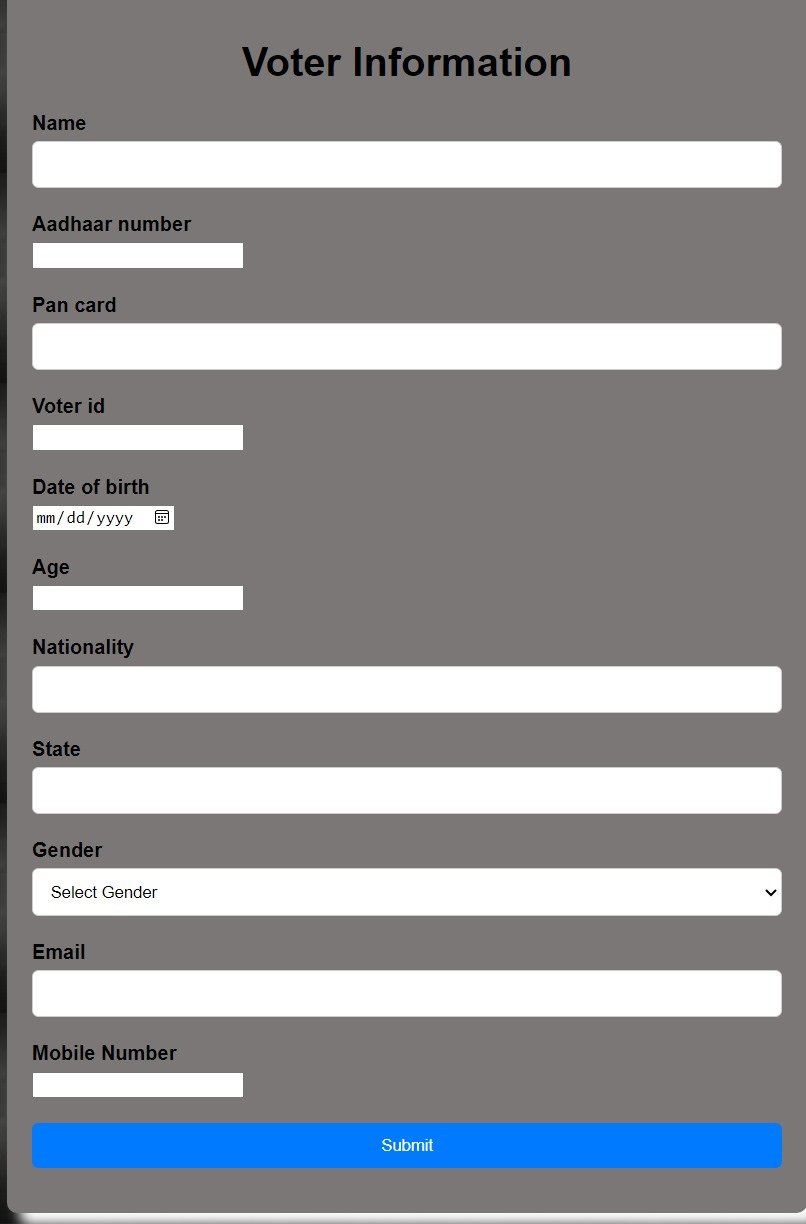 Voter Information
Name
Aadhaar number
Pan card
Voter id
Date of birth
mm/dd/yyyy
Age
Nationality
State
Gender
Select Gender
Email
Mobile Number
Submit